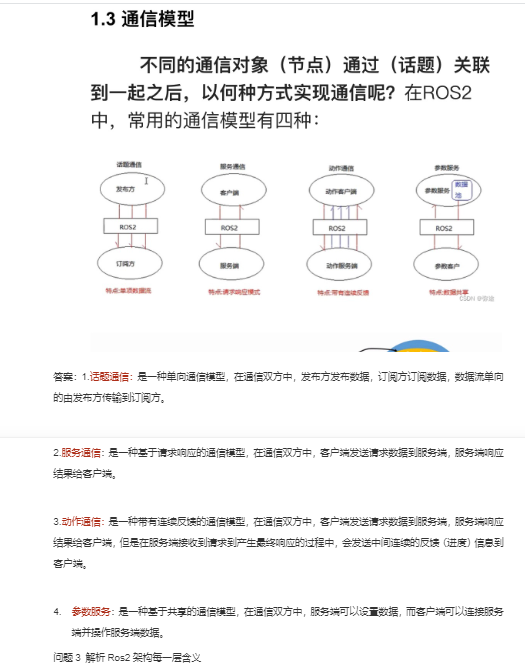 1.3 通信模型
不同的通信对象（节点）通过（话题）关联
到一起之后，以何种方式实现通信呢？在ROS2
中，常用的通信模型有四种：
话题通信 服务通信 动作通信 参数服务
发布方 客户端 动作客户端 参数服务 数据
池
ROS2 ROS2 ROS2 ROS2
订阅方 服务端 动作服务端 参数客户
特点:单项数据流 特点:请求响应模式 特点:带有连续反馈 特点:数据共享
CSDN
答案：1.话题通信：是一种单向通信模型，在通信双方中，发布方发布数据，订阅方订阅数据，数据流单向
的由发布方传输到订阅方。
2.服务通信：是一种基于请求响应的通信模型，在通信双方中，客户端发送请求数据到服务端，服务端响应
结果给客户端。
3.动作通信：是一种带有连续反馈的通信模型，在通信双方中，客户端发送请求数据到服务端，服务端响应
结果给客户端，但是在服务端接收到请求到产生最终响应的过程中，会发送中间连续的反馈（进度）信息到
客户端。
4. 参数服务：是一种基于共享的通信模型，在通信双方中，服务端可以设置数据，而客户端可以连接服务
端并操作服务端数据。
问题 3 解析 Ros2 架构每一层含义